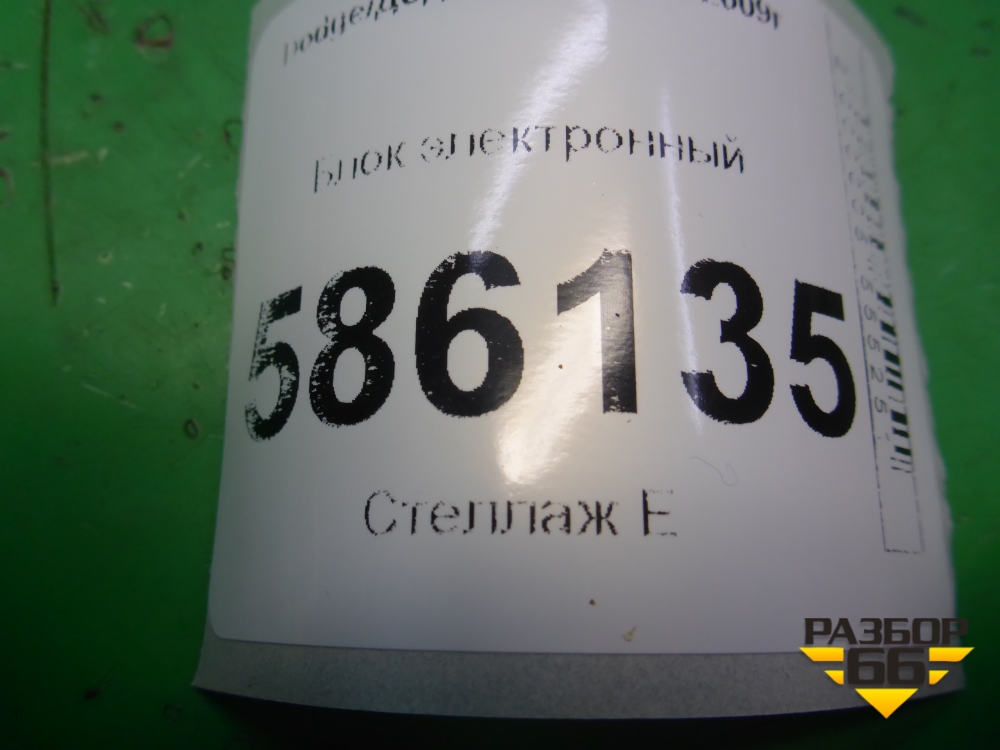 Блок электронный
586135
Стеллаж Е
РАЗБОР
66